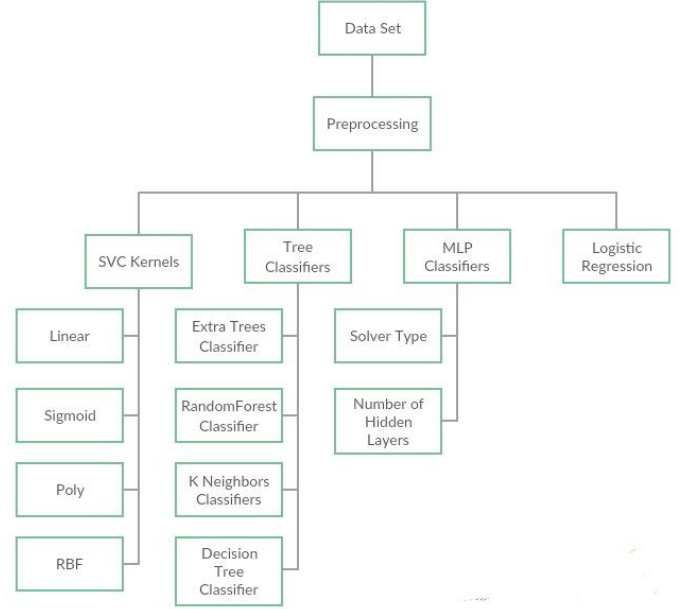 Data Set
Preprocessing
SVC Kernels
Tree
Classifiers
MLP
Classifiers
Logistic
Regression
Linear
Sigmoid
Poly
RBF
Extra Trees
Classifier
RandomForest
Classifier
K Neighbors
Classifiers
Decision
Tree
Classifier
Solver Type
Number of
Hidden
Layers